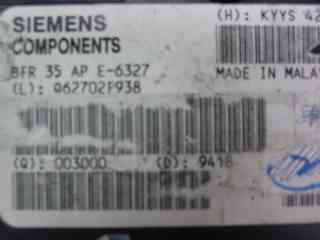 SIEMENS
COMPONENTS
(H): KYYS 42
BFR 35 AP E-6327
MADE IN MALA
(L): Q62702F938
(Q): 003000 (D): 9418